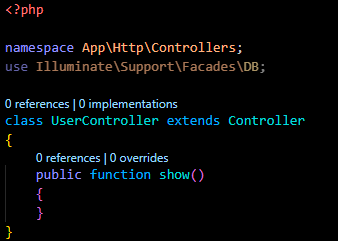 <?php
namespace App\Http\Controllers;
use Illuminate\Support\Facades\DB;
0 references | 0 implementations
class UserController extends Controller
{
0 references | 0 overrides
public function show()
{
}
}